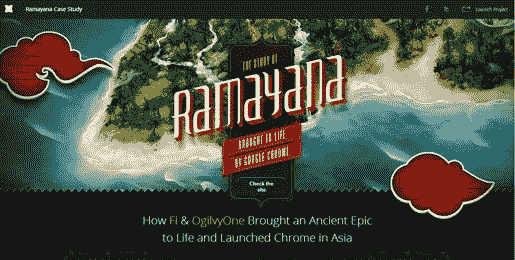 Ramayana Case Study
Launch Project
THE STORY OF
Ramayana
BROUGHT TO LIFE
BY GOOGLE CHROME
Check the
site
How Fi & OgilvyOne Brought an Ancient Epic
to Life and Launched Chrome in Asia